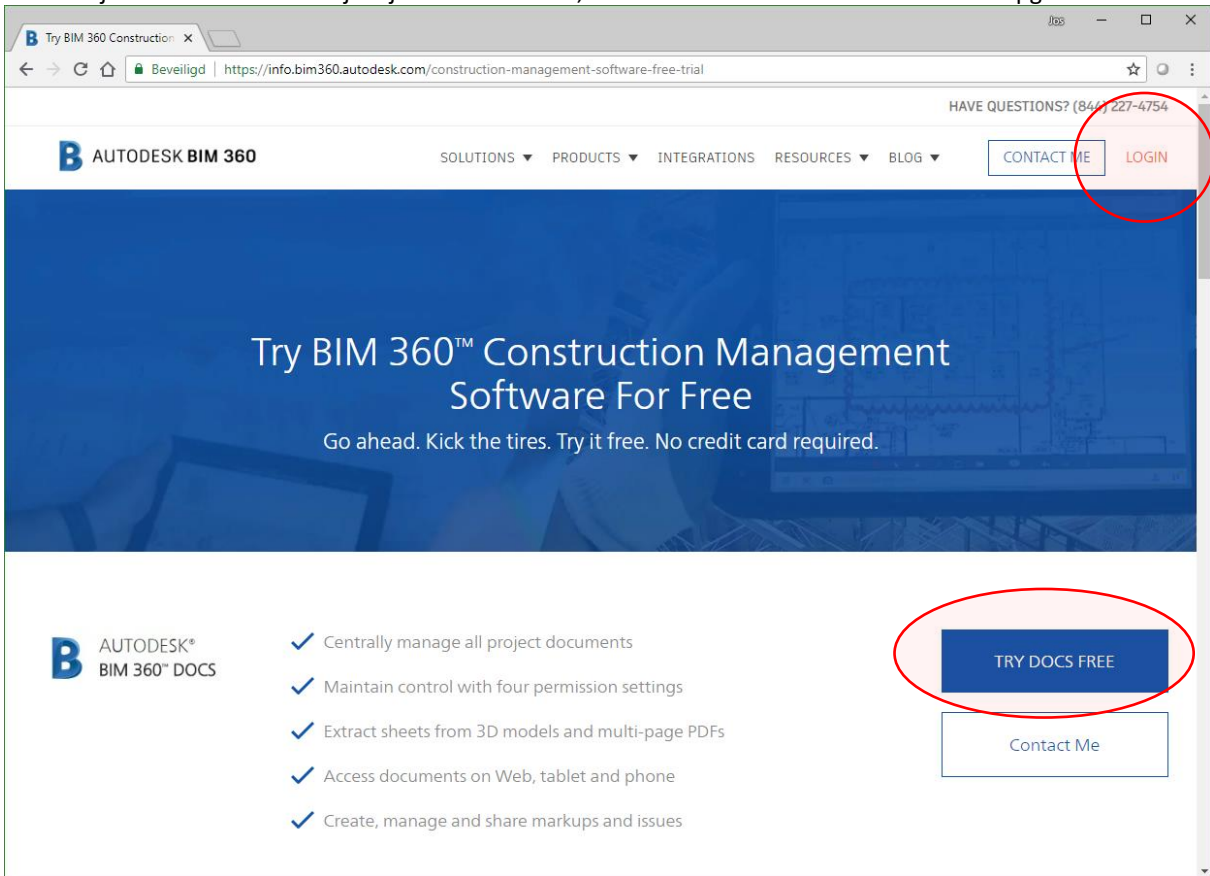 Try BIM 360 Construction
Beveiligd | https://info.bim360.autodesk.com/construction-management-software-free-trial
HAVE QUESTIONS? (844) 227-4754
AUTODESK BIM 360
SOLUTIONS ▼ PRODUCTS ▼ INTEGRATIONS RESOURCES ▼ BLOG ▼ CONTACT ME LOGIN
Try BIM 360™ Construction Management
Software For Free
Go ahead. Kick the tires. Try it free. No credit card required.
AUTODESK®
BIM 360™ DOCS
Centrally manage all project documents
Maintain control with four permission settings
Extract sheets from 3D models and multi-page PDFs
Access documents on Web, tablet and phone
Create, manage and share markups and issues
TRY DOCS FREE
Contact Me